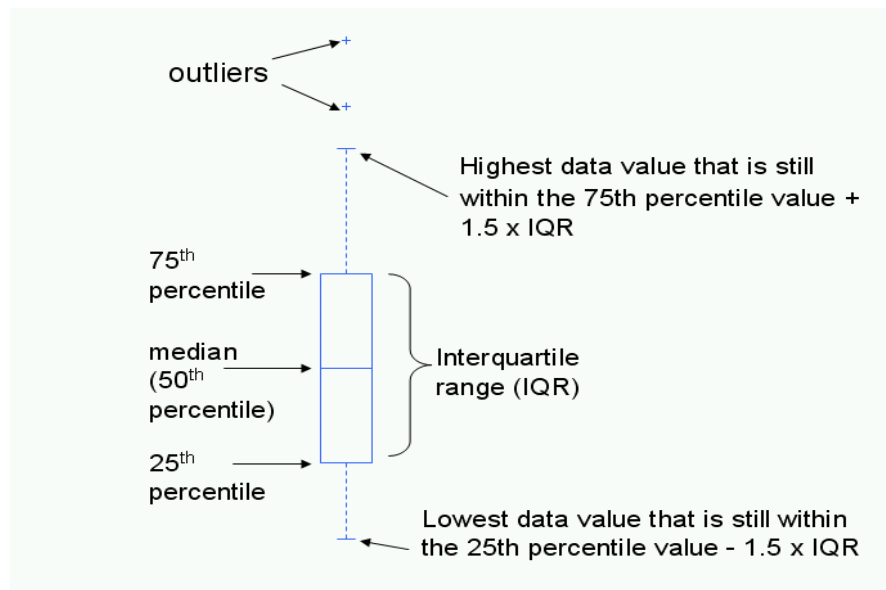 outliers
Highest data value that is still
within the 75th percentile value +
1.5 x IQR
75th
percentile
median
(50th
percentile)
Interquartile
range (IQR)
25th
percentile
Lowest data value that is still within
the 25th percentile value - 1.5 x IQR